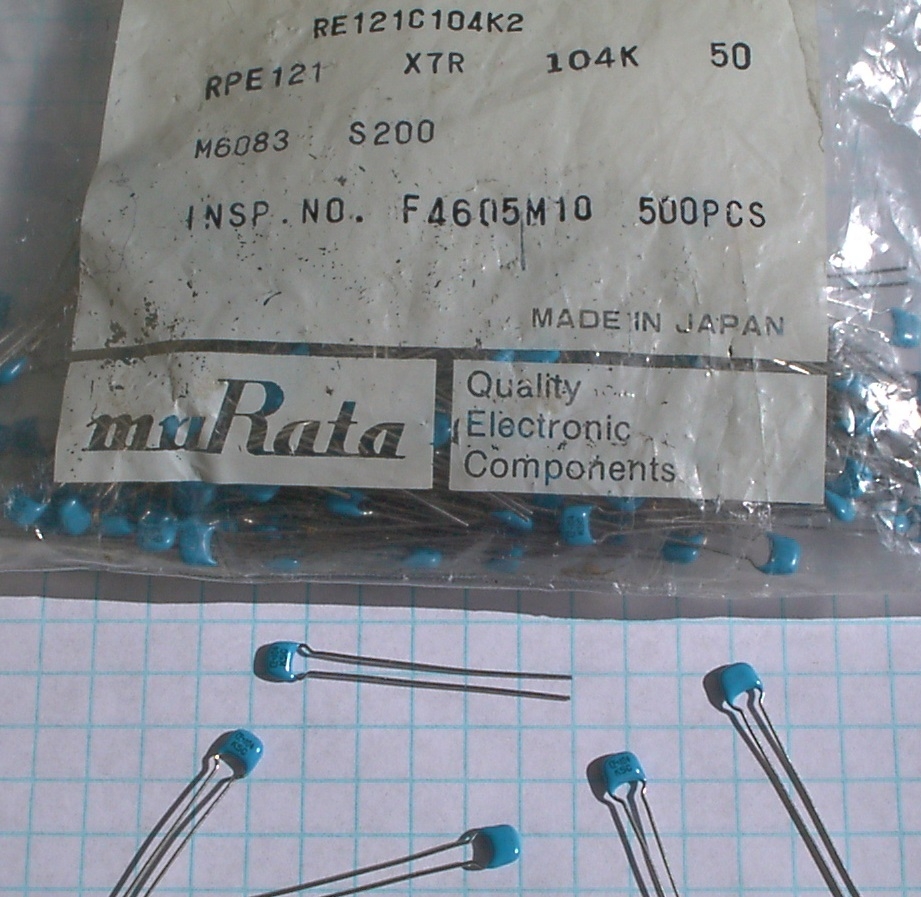 RE121C104K2
RPE121 X7R 104K 50
M6083 S200
INSP. NO. F4605M10 500PCS
MADE IN JAPAN
muRata
Quality
Electronic
Components